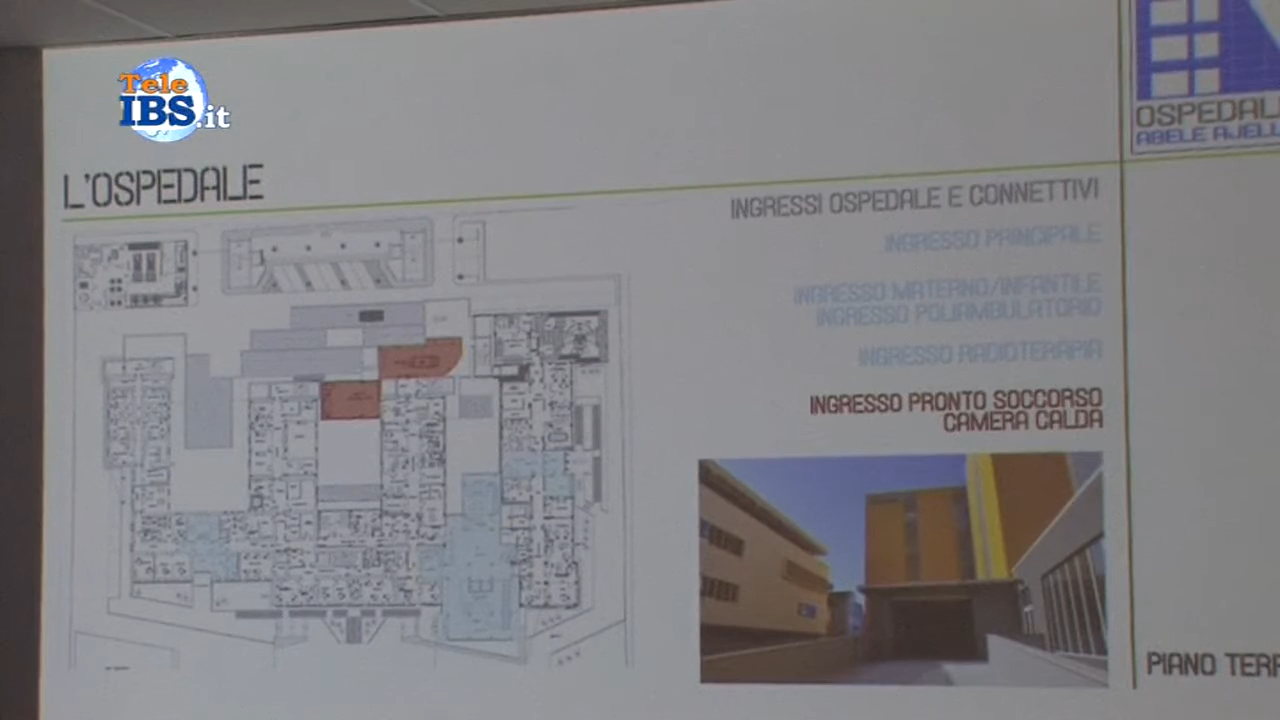 Tele
IBS.it
OSPEDAL
ABELE AJELL
L'OSPEDALE
INGRESSI OSPEDALE E CONNETTIVI
INGRESSO PRINCIPALE
INGRESSO MATERNO/INFANTILE
INGRESSO POLIAMBULATORIO
INGRESSO RADIOTERAPIA
INGRESSO PRONTO SOCCORSO
CAMERA CALDA
PIANO TERR